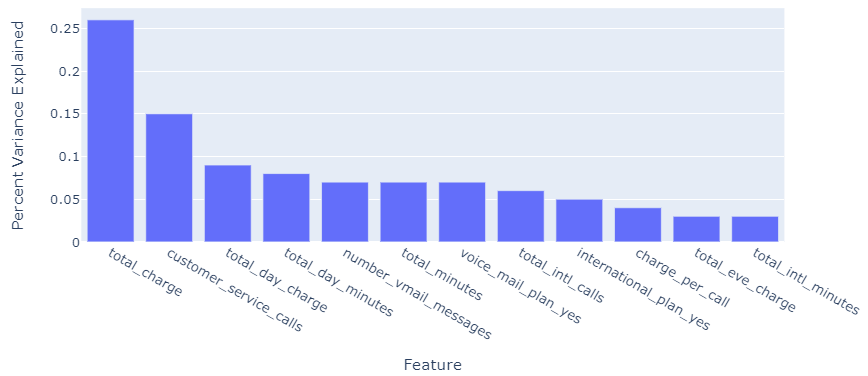 Percent Variance Explained
0.25
0.2
0.15
0.1
0.05
0
total_charge
customer_service_calls
total_day_charge
total_day_minutes
number_vmail_messages
total_minutes
voice_mail_plan_yes
total_intl_calls
international_plan_yes
charge_per_call
total_eve_charge
total_intl_minutes
Feature